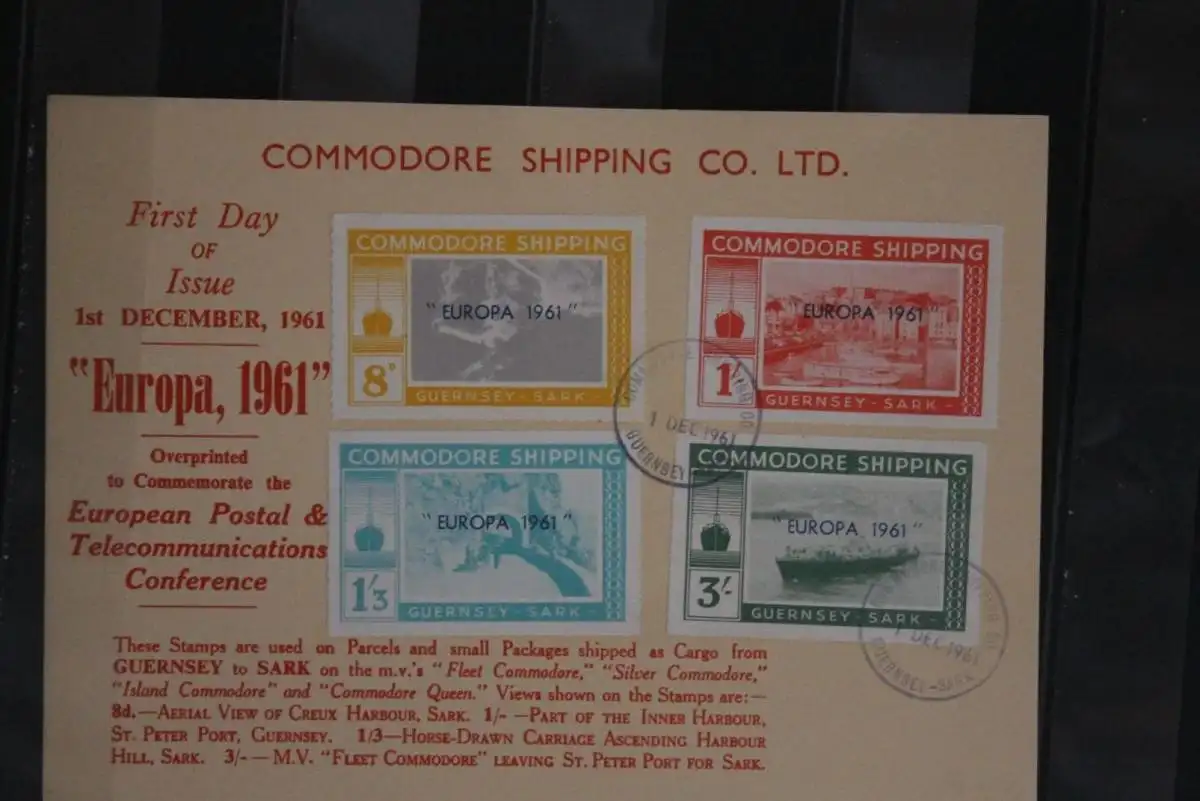 COMMODORE SHIPPING CO. LTD.
First Day
OF
Issue
1st DECEMBER, 1961
"Europa, 1961"
Overprinted
to Commemorate the
European Postal &
Telecommunications
Conference
COMMODORE SHIPPING
"EUROPA 1961"
8D
GUERNSEY - SARK
COMMODORE SHIPPING
"EUROPA 1961"
1/-
GUERNSEY - SARK
1 DEC 1961
GUERNSEY-
COMMODORE SHIPPING
"EUROPA 1961"
1/3
GUERNSEY - SARK
COMMODORE SHIPPING
"EUROPA 1961"
3/-
GUERNSEY - SARK
1 DEC 1961
GUERNSEY-SARK
These Stamps are used on Parcels and small Packages shipped as Cargo from
GUERNSEY to SARK on the m.v.'s "Fleet Commodore," "Silver Commodore,"
"Island Commodore" and "Commodore Queen." Views shown on the Stamps are:—
8d.—AERIAL VIEW OF CREUX HARBOUR, SARK. 1/- —PART OF THE INNER HARBOUR,
ST. PETER PORT, GUERNSEY. 1/3—HORSE-DRAWN CARRIAGE ASCENDING HARBOUR
HILL, SARK. 3/- — M.V. "FLEET COMMODORE" LEAVING ST. PETER PORT FOR SARK.